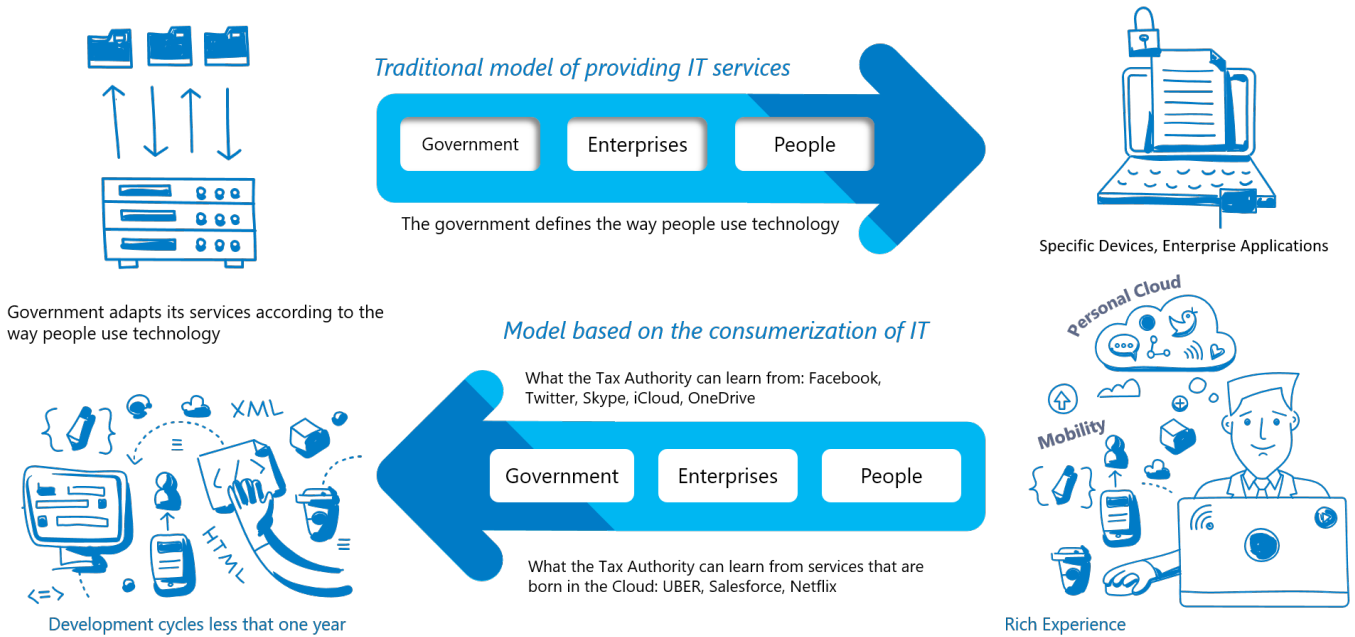 Traditional model of providing IT services
Government
Enterprises
People
The government defines the way people use technology
Specific Devices, Enterprise Applications
Government adapts its services according to the
way people use technology
Model based on the consumerization of IT
What the Tax Authority can learn from: Facebook,
Twitter, Skype, iCloud, OneDrive
Government
Enterprises
People
What the Tax Authority can learn from services that are
born in the Cloud: UBER, Salesforce, Netflix
XML
</>
HTML
<=>
Development cycles less that one year
Personal Cloud
Mobility
Rich Experience